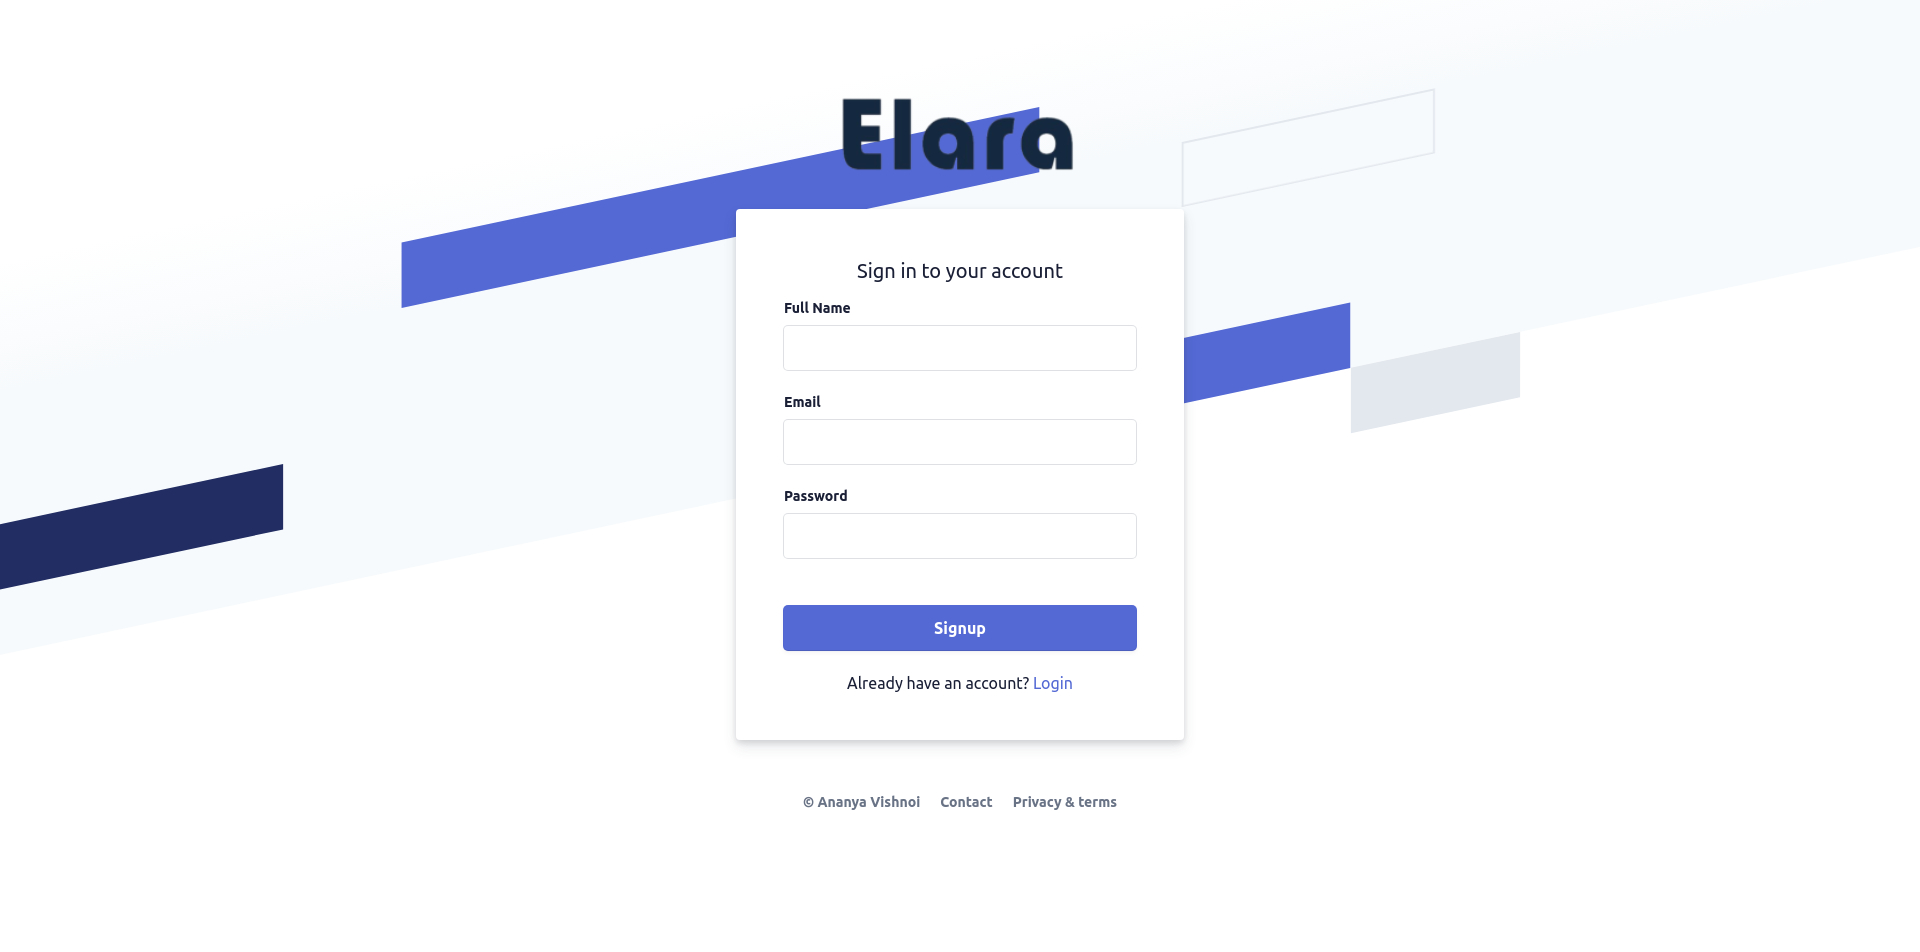 Elara
Sign in to your account
Full Name
Email
Password
Signup
Already have an account? Login
© Ananya Vishnoi Contact Privacy & terms